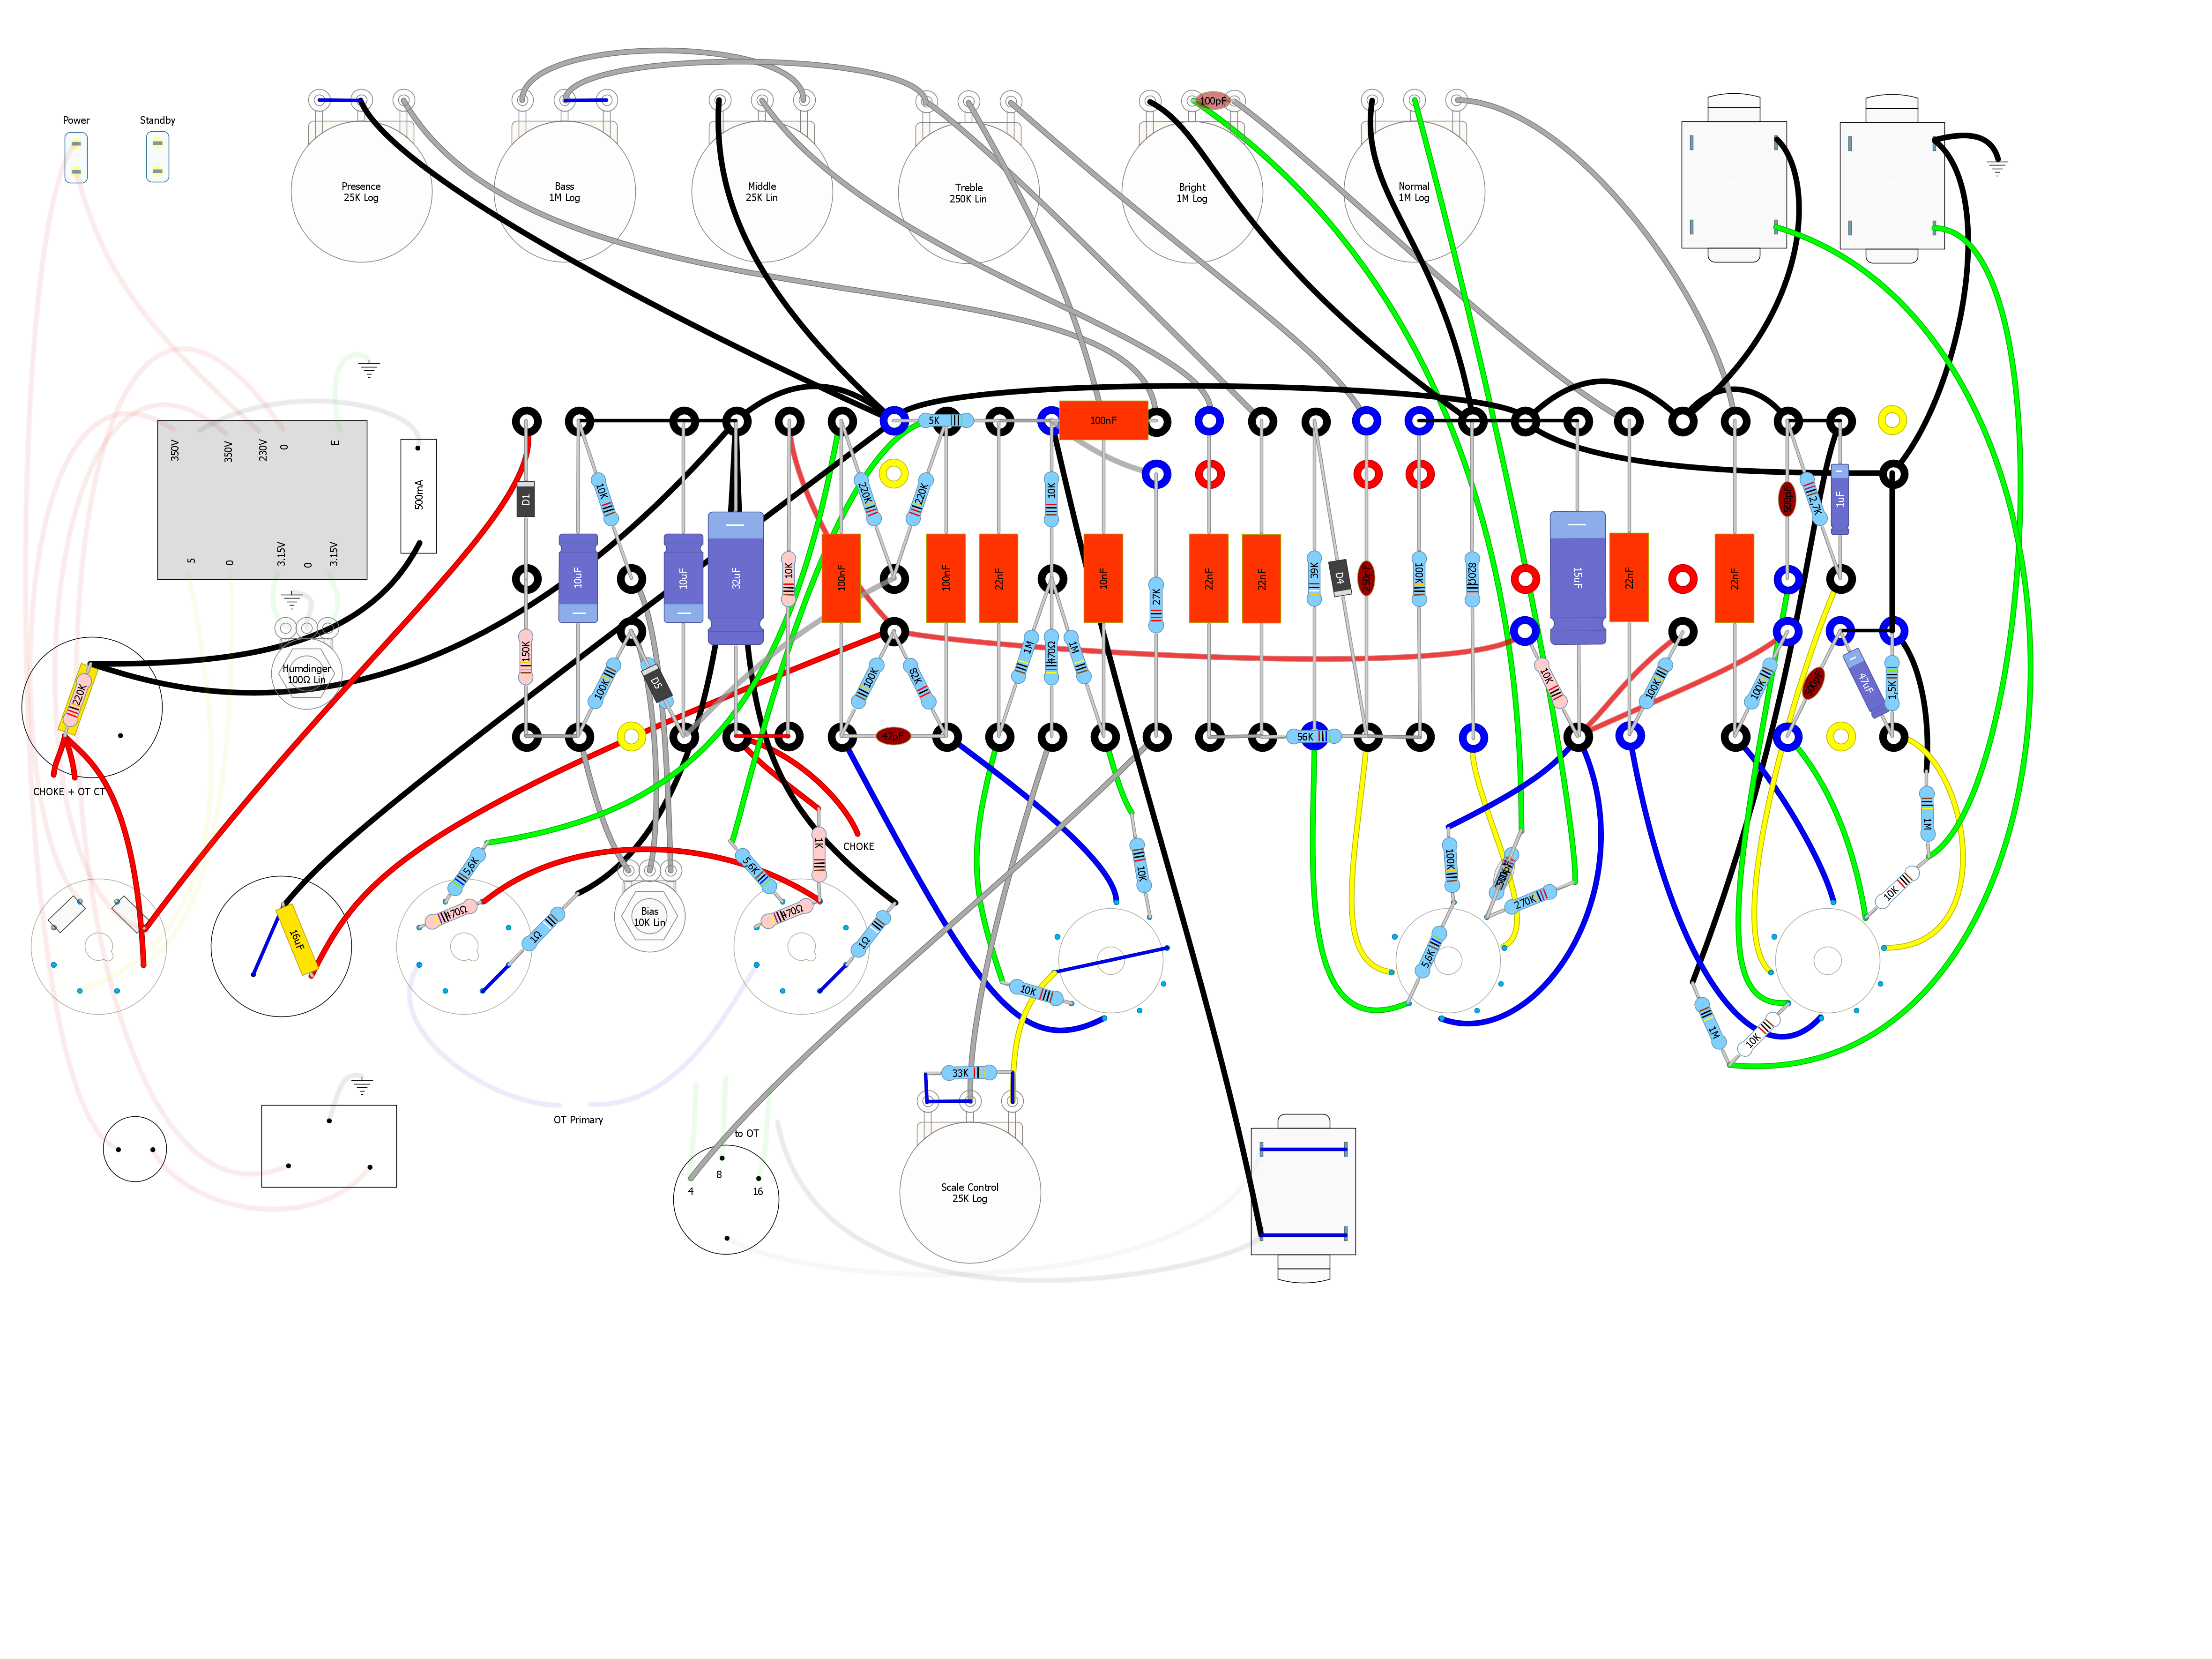 100pF
Power
Standby
Presence
25K Log
Bass
1M Log
Middle
25K Lin
Treble
250K Lin
Bright
1M Log
Normal
1M Log
350V
350V
230V
0
E
5
0
3.15V
0
3.15V
500mA
5K
100nF
D1
10K
220K
220K
10K
500pF
2.7K
1uF
10uF
10uF
32uF
10K
100nF
100nF
22nF
10nF
27K
22nF
22nF
39K
D4
250pF
100K
820Ω
15uF
22nF
22nF
Humdinger
100Ω Lin
220K
150K
100K
D5
100K
82K
1M
470Ω
1M
10K
100K
100K
500pF
47uF
1,5K
47pF
56K
CHOKE + OT CT
CHOKE
1K
5,6K
5,6K
10K
100K
270K
1M
10K
470Ω
470Ω
1Ω
1Ω
Bias
10K Lin
16uF
5,6K
10K
1M
10K
33K
OT Primary
to OT
8
4
16
Scale Control
25K Log